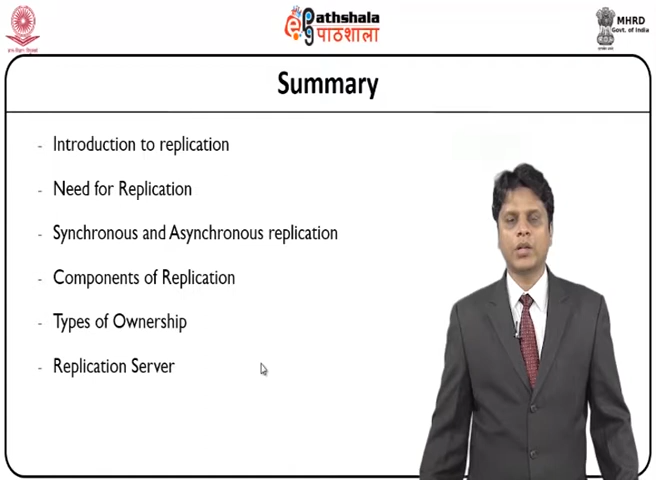 Pathshala
पाठशाला
MHRD
Govt. of India
Summary
- Introduction to replication
- Need for Replication
- Synchronous and Asynchronous replication
- Components of Replication
- Types of Ownership
- Replication Server